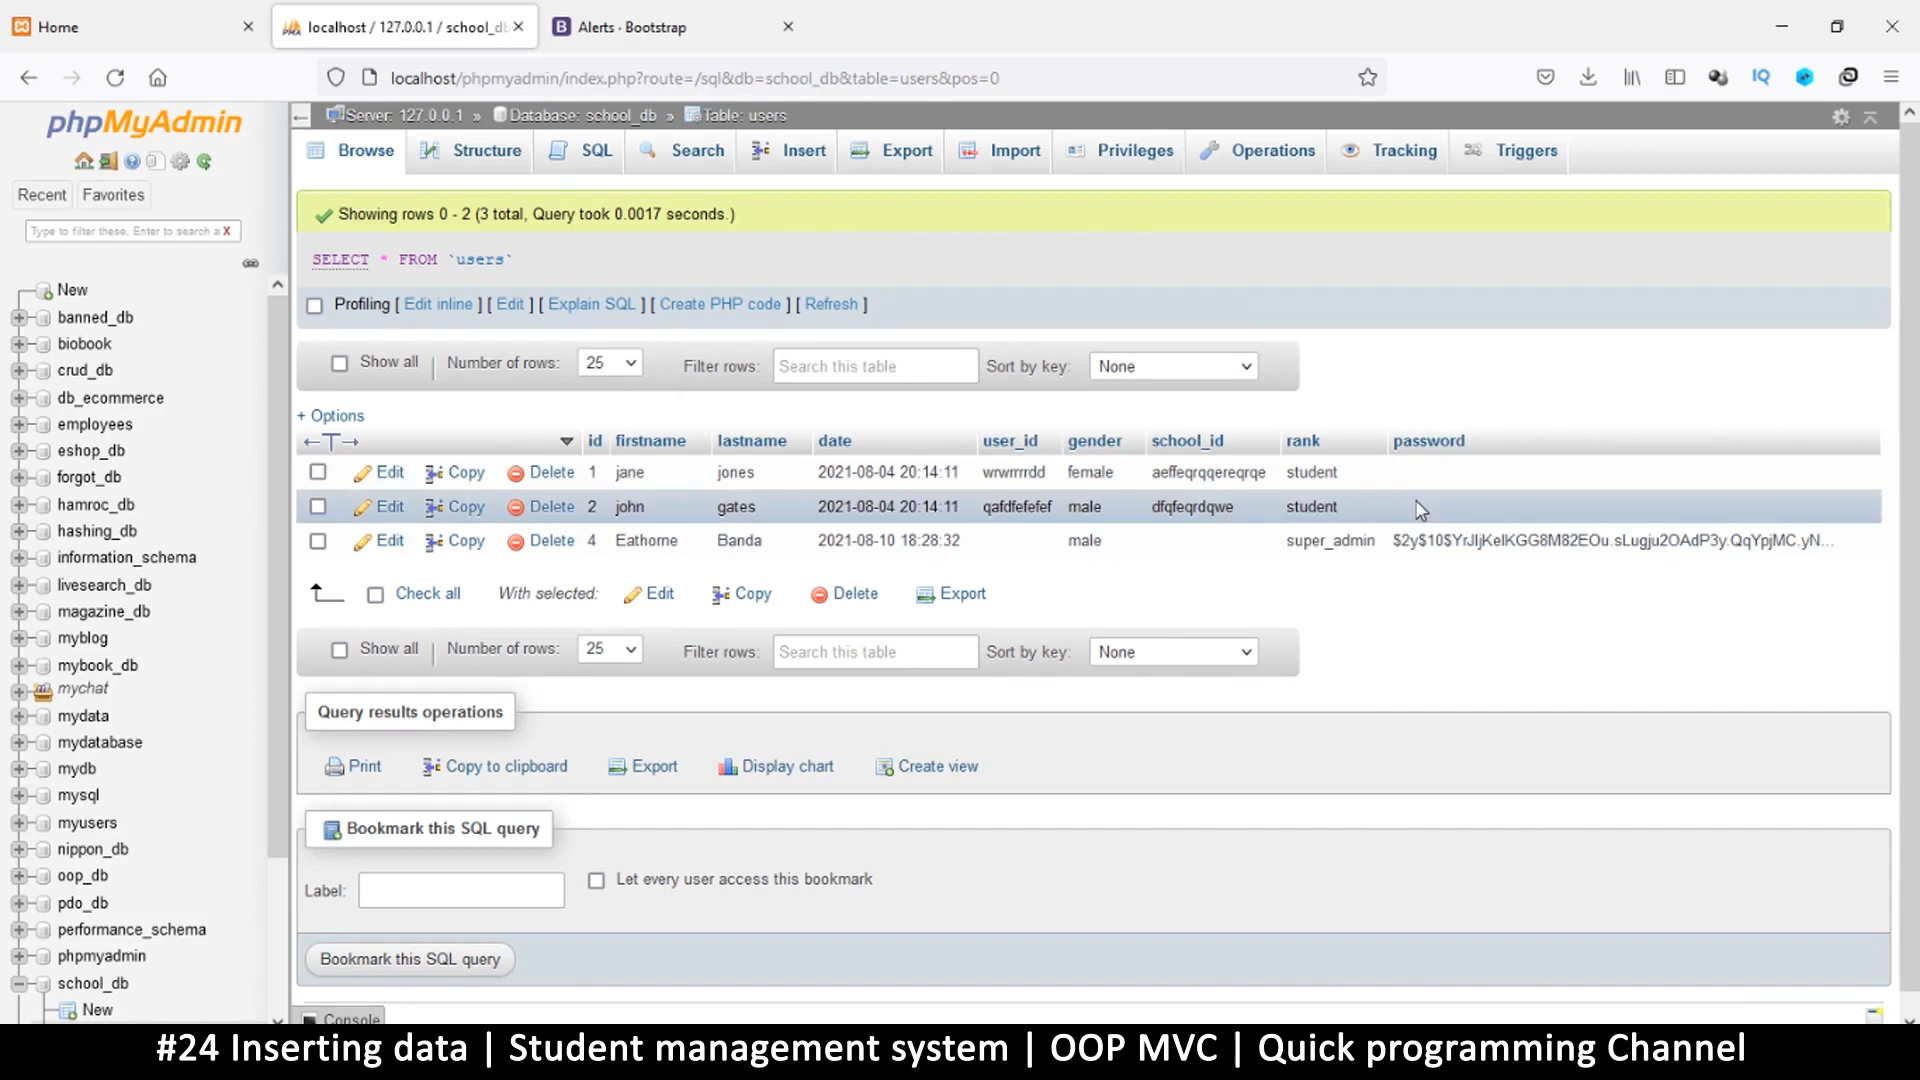 Home
localhost / 127.0.0.1 / school_db
Alerts · Bootstrap
localhost/phpmyadmin/index.php?route=/sql&db=school_db&table=users&pos=0
IQ
phpMyAdmin
Server: 127.0.0.1 » Database: school_db » Table: users
Browse Structure SQL Search Insert Export Import Privileges Operations Tracking Triggers
Recent Favorites
Type to filter these, Enter to search a X
New
banned_db
biobook
crud_db
db_ecommerce
employees
eshop_db
forgot_db
hamroc_db
hashing_db
information_schema
livesearch_db
magazine_db
myblog
mybook_db
mychat
mydata
mydatabase
mydb
mysql
myusers
nippon_db
oop_db
pdo_db
performance_schema
phpmyadmin
school_db
New
Showing rows 0 - 2 (3 total, Query took 0.0017 seconds.)
SELECT * FROM `users`
Profiling [ Edit inline ] [ Edit ] [ Explain SQL ] [ Create PHP code ] [ Refresh ]
Show all | Number of rows: 25 Filter rows: Search this table Sort by key: None
+ Options
←T→ id firstname lastname date user_id gender school_id rank password
Edit Copy Delete 1 jane jones 2021-08-04 20:14:11 wrwrrrrdd female aeffeqrqqereqrqe student
Edit Copy Delete 2 john gates 2021-08-04 20:14:11 qafdfefefef male dfqfeqrdqwe student
Edit Copy Delete 4 Eathorne Banda 2021-08-10 18:28:32 male super_admin
Check all With selected: Edit Copy Delete Export
Show all | Number of rows: 25 Filter rows: Search this table Sort by key: None
Query results operations
Print Copy to clipboard Export Display chart Create view
Bookmark this SQL query
Label: Let every user access this bookmark
Bookmark this SQL query
Console
#24 Inserting data | Student management system | OOP MVC | Quick programming Channel